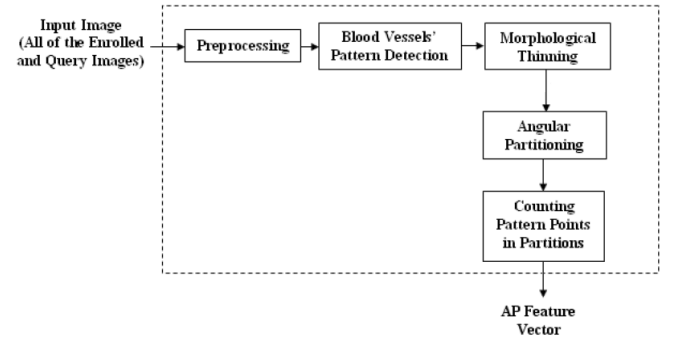 Input Image
(All of the Enrolled
and Query Images)
Preprocessing
Blood Vessels'
Pattern Detection
Morphological
Thinning
Angular
Partitioning
Counting
Pattern Points
in Partitions
AP Feature
Vector